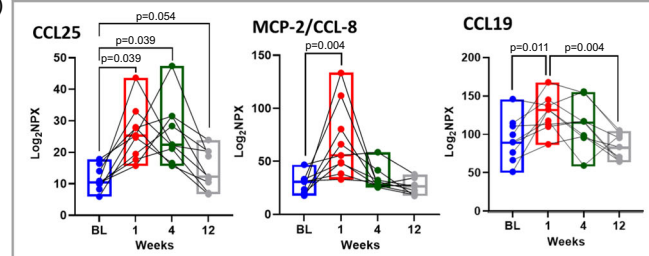 )
CCL25
p=0.054
p=0.039
p=0.039
Log2NPX
50
40
30
20
10
0
BL 1 4 12
Weeks
MCP-2/CCL-8
p=0.004
Log2NPX
150
100
50
0
BL 1 4 12
Weeks
CCL19
p=0.011 p=0.004
Log2NPX
200
150
100
50
0
BL 1 4 12
Weeks